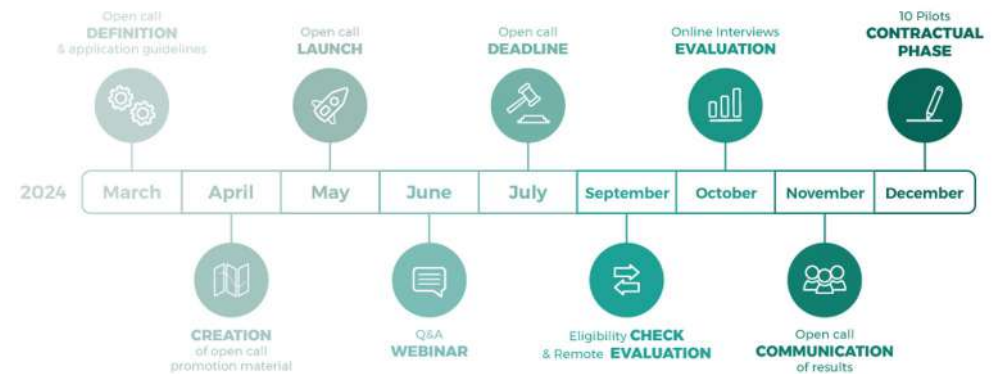 Open call
DEFINITION
& application guidelines
Open call
LAUNCH
Open call
DEADLINE
Online Interviews
EVALUATION
10 Pilots
CONTRACTUAL
PHASE
2024 March April May June July September October November December
CREATION
of open call
promotion material
Q&A
WEBINAR
Eligibility CHECK
& Remote EVALUATION
Open call
COMMUNICATION
of results